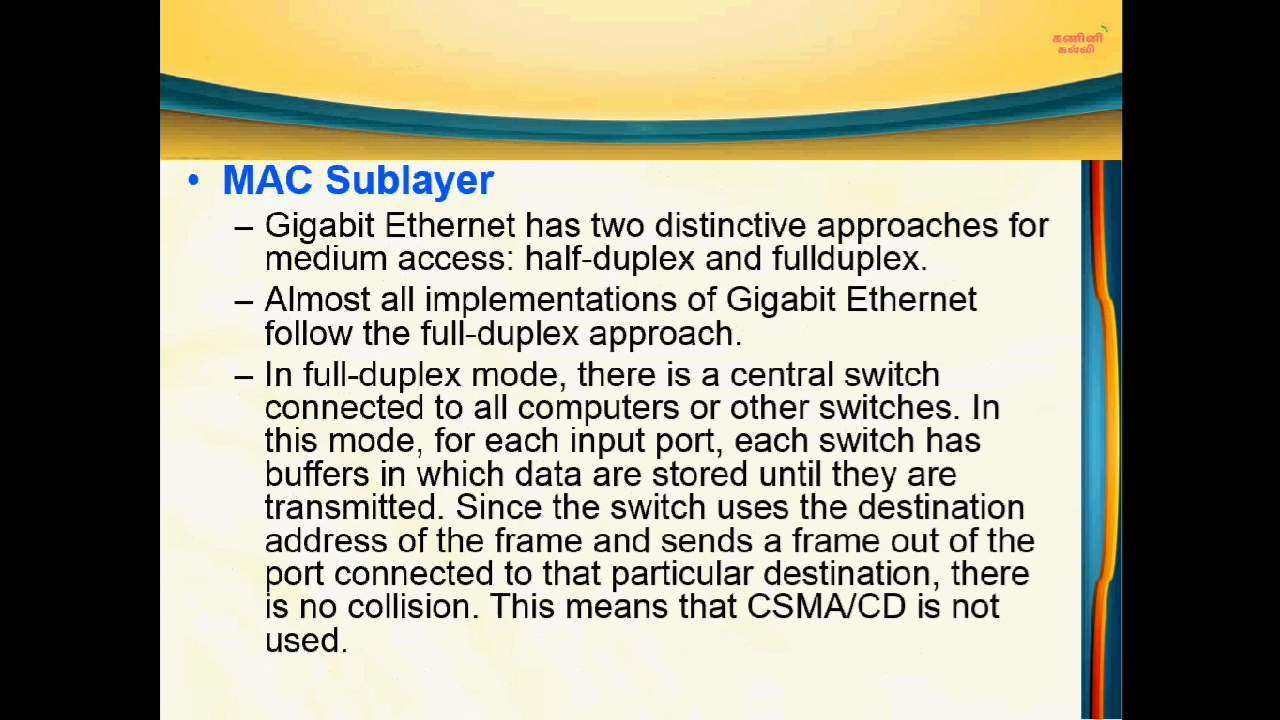 கணினி
கல்வி
• MAC Sublayer
– Gigabit Ethernet has two distinctive approaches for
medium access: half-duplex and fullduplex.
– Almost all implementations of Gigabit Ethernet
follow the full-duplex approach.
– In full-duplex mode, there is a central switch
connected to all computers or other switches. In
this mode, for each input port, each switch has
buffers in which data are stored until they are
transmitted. Since the switch uses the destination
address of the frame and sends a frame out of the
port connected to that particular destination, there
is no collision. This means that CSMA/CD is not
used.